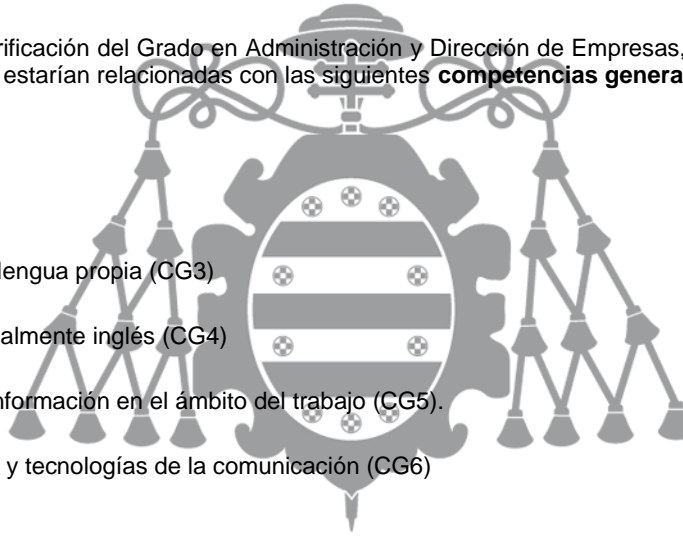 rificación del Grado en Administración y Dirección de Empresas,
estarían relacionadas con las siguientes competencias genera
lengua propia (CG3)
almente inglés (CG4)
nformación en el ámbito del trabajo (CG5).
y tecnologías de la comunicación (CG6)